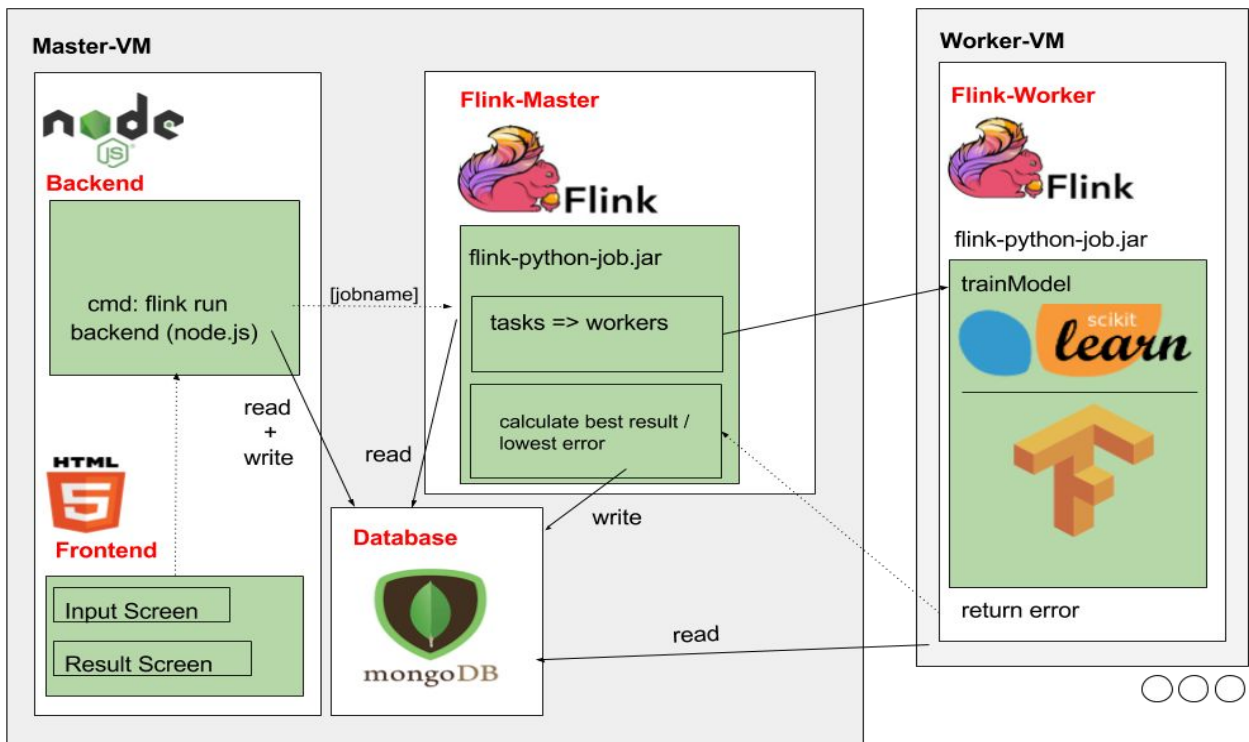 Master-VM
node
JS
Backend
cmd: flink run
backend (node.js)
[jobname]
read
+
write
HTML
5
Frontend
Input Screen
Result Screen
Flink-Master
Flink
flink-python-job.jar
tasks => workers
calculate best result /
lowest error
read
write
Database
mongoDB
read
Worker-VM
Flink-Worker
Flink
flink-python-job.jar
trainModel
scikit
learn
return error